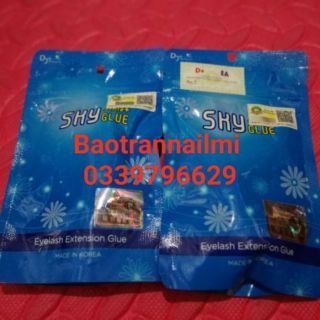 SKY GLUE
SKY GLUE
Baotrannailmi
0339796629
Eyelash Extension Glue
MADE IN KOREA
Eyelash Extension Glue
MADE IN KOREA